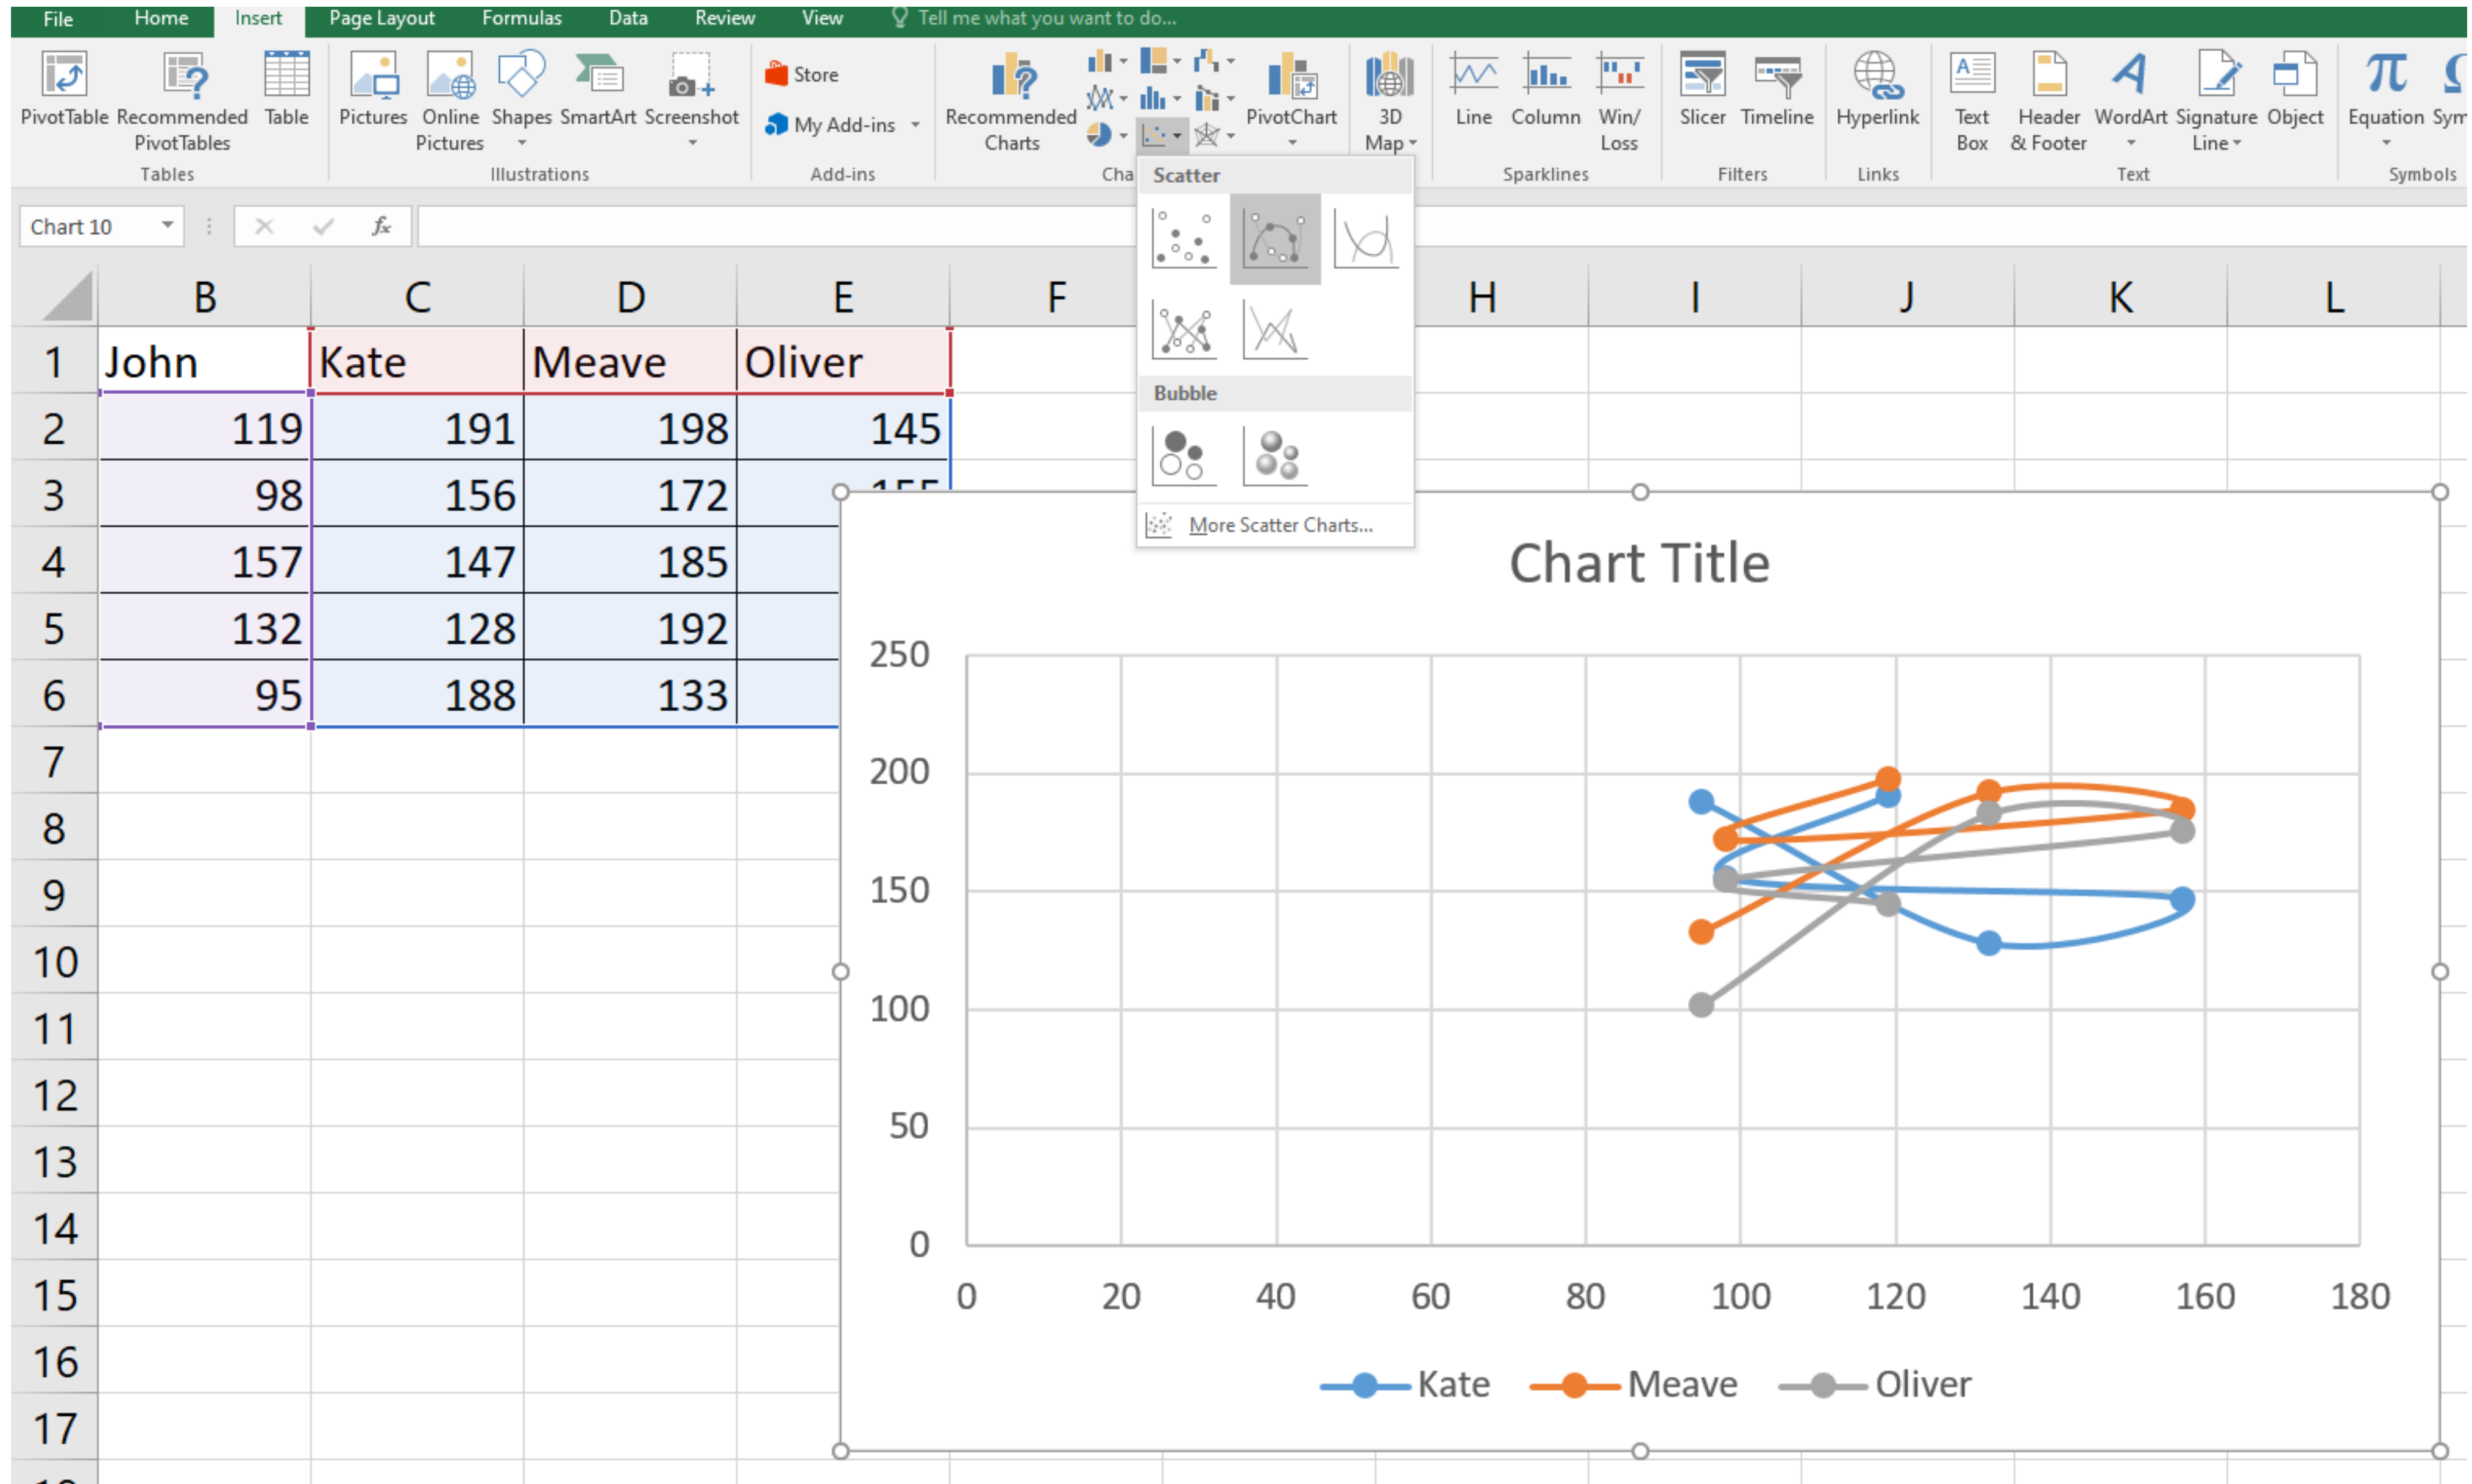 File Home Insert Page Layout Formulas Data Review View Tell me what you want to do...
PivotTable Recommended PivotTables Table Pictures Online Pictures Shapes SmartArt Screenshot Store My Add-ins Recommended Charts PivotChart 3D Map Line Column Win/ Loss Slicer Timeline Hyperlink Text Box Header & Footer WordArt Signature Line Object Equation
Tables Illustrations Add-ins Sparklines Filters Links Text Symbols
Scatter
Chart 10 fx
B C D E F H I J K L
1 John Kate Meave Oliver
Bubble
2 119 191 198 145
3 98 156 172 155
More Scatter Charts...
4 157 147 185
5 132 128 192
6 95 188 133
7
8
9
10
11
12
13
14
15
16
17
Chart Title
250
200
150
100
50
0
0 20 40 60 80 100 120 140 160 180
Kate Meave Oliver